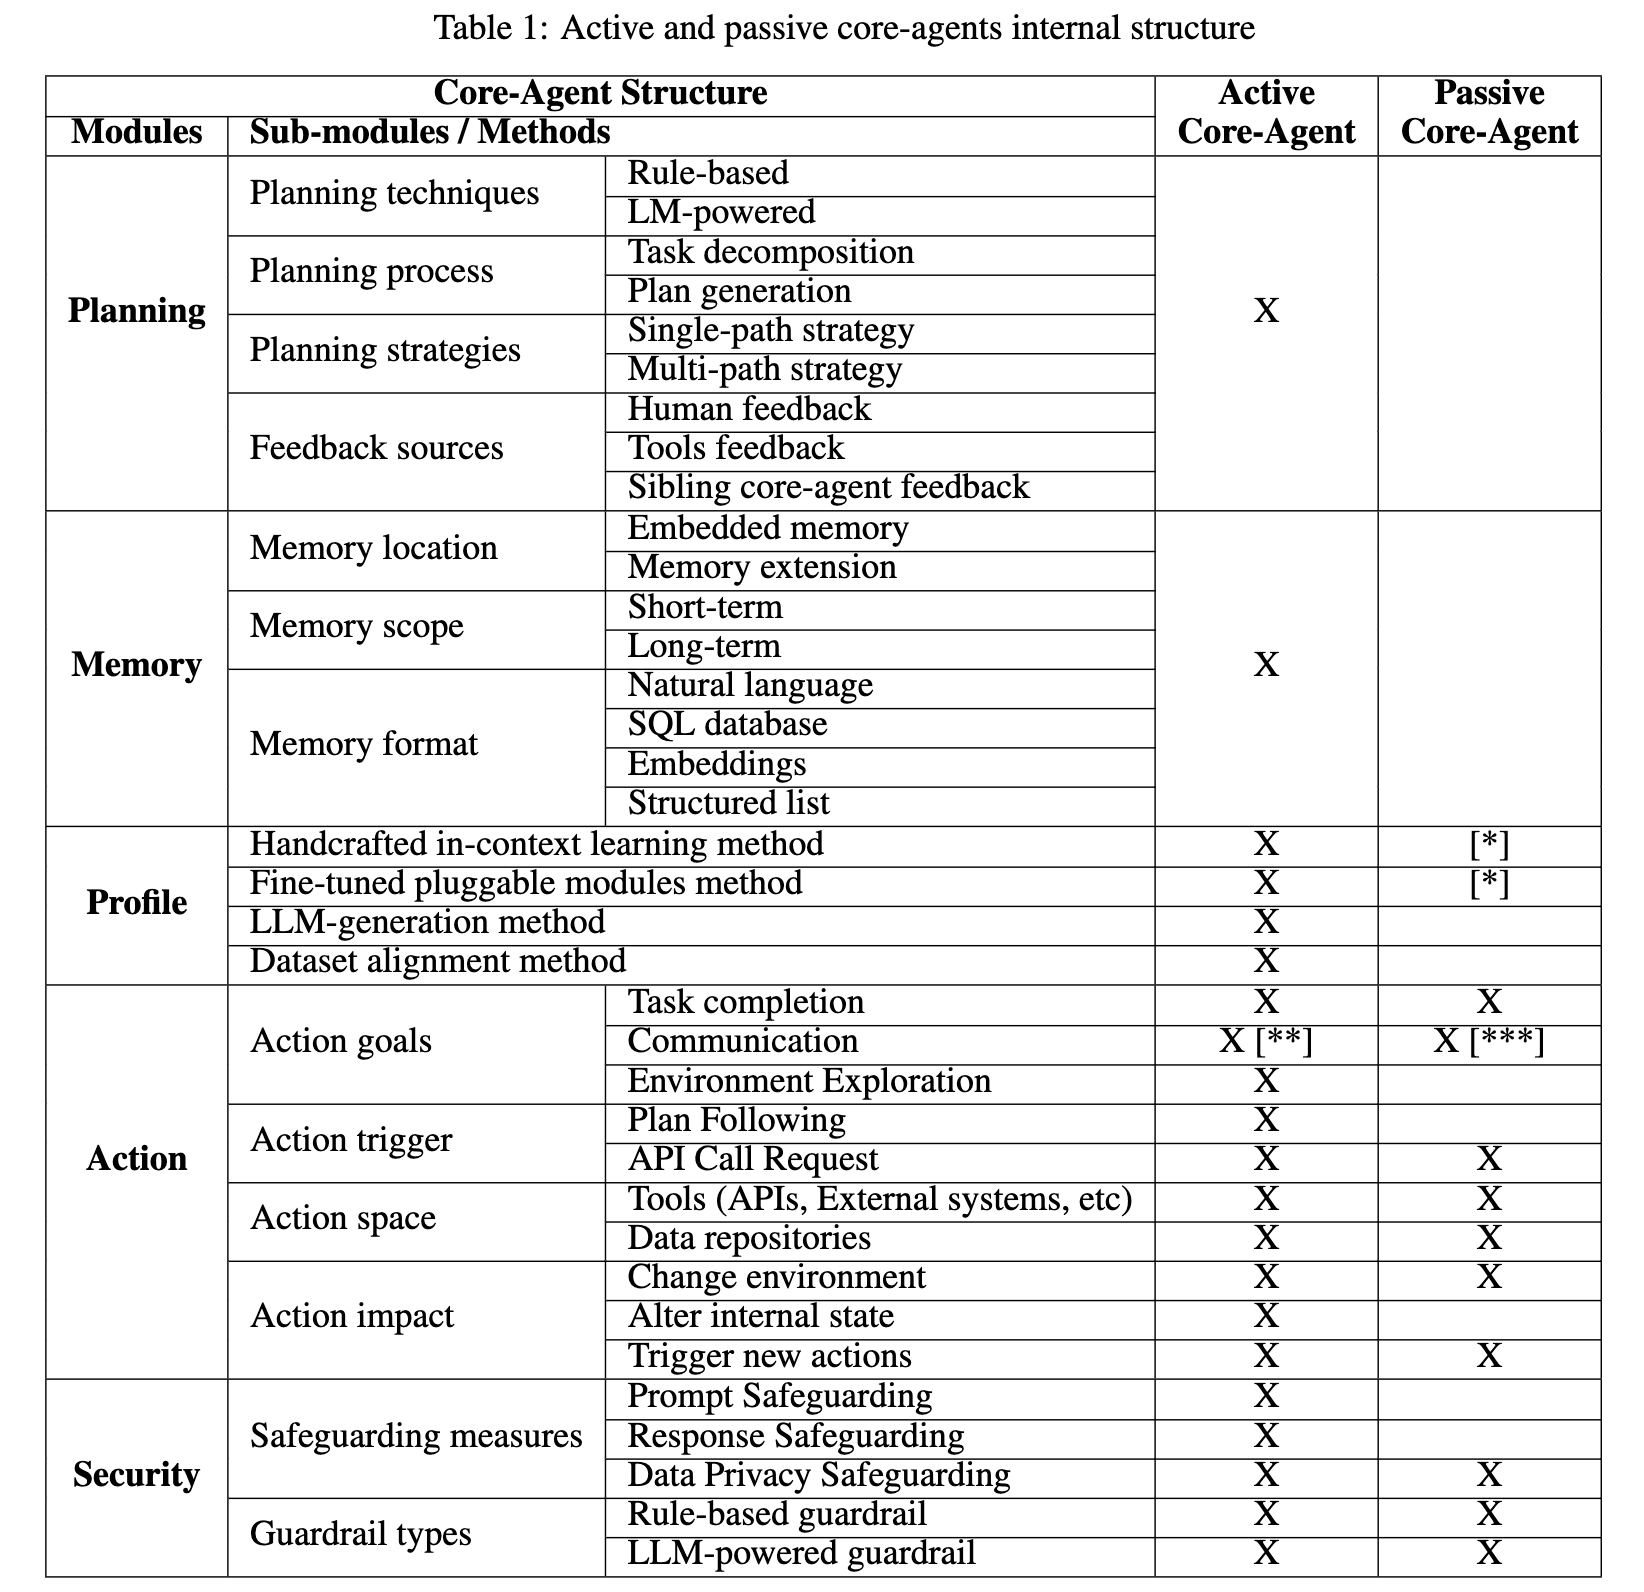 Table 1: Active and passive core-agents internal structure
Core-Agent Structure Active Passive
Modules Sub-modules / Methods Core-Agent Core-Agent
Planning
Planning techniques
Rule-based
LM-powered
Planning process
Task decomposition
Plan generation
Planning strategies
Single-path strategy
Multi-path strategy
Feedback sources
Human feedback
Tools feedback
Sibling core-agent feedback
X
Memory
Memory location
Embedded memory
Memory extension
Memory scope
Short-term
Long-term
Memory format
Natural language
SQL database
Embeddings
Structured list
X
Profile
Handcrafted in-context learning method X [*]
Fine-tuned pluggable modules method X [*]
LLM-generation method X
Dataset alignment method X
Action
Action goals
Task completion X X
Communication X [**] X [***]
Environment Exploration X
Action trigger
Plan Following X
API Call Request X X
Action space
Tools (APIs, External systems, etc) X X
Data repositories X X
Action impact
Change environment X X
Alter internal state X
Trigger new actions X X
Security
Safeguarding measures
Prompt Safeguarding X
Response Safeguarding X
Data Privacy Safeguarding X X
Guardrail types
Rule-based guardrail X X
LLM-powered guardrail X X